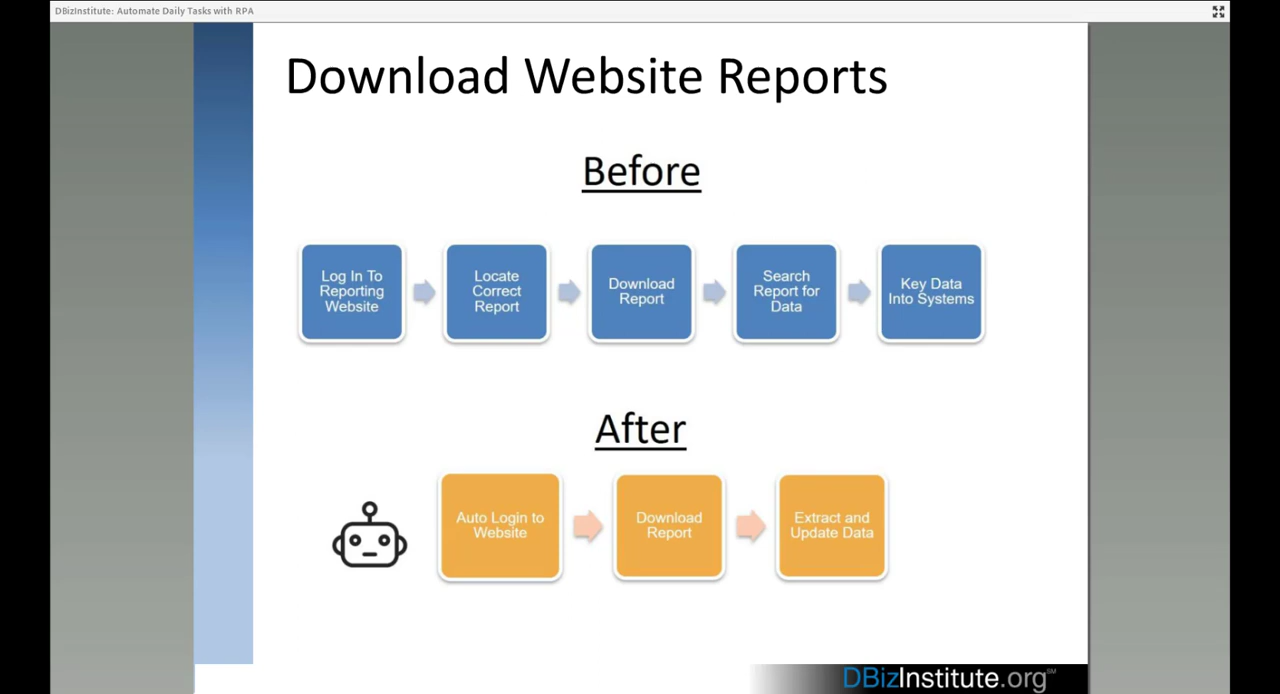 DBizInstitute: Automate Daily Tasks with RPA
Download Website Reports
Before
Log In To
Reporting
Website
Locate
Correct
Report
Download
Report
Search
Report for
Data
Key Data
Into Systems
After
Auto Login to
Website
Download
Report
Extract and
Update Data
DBizInstitute.org℠